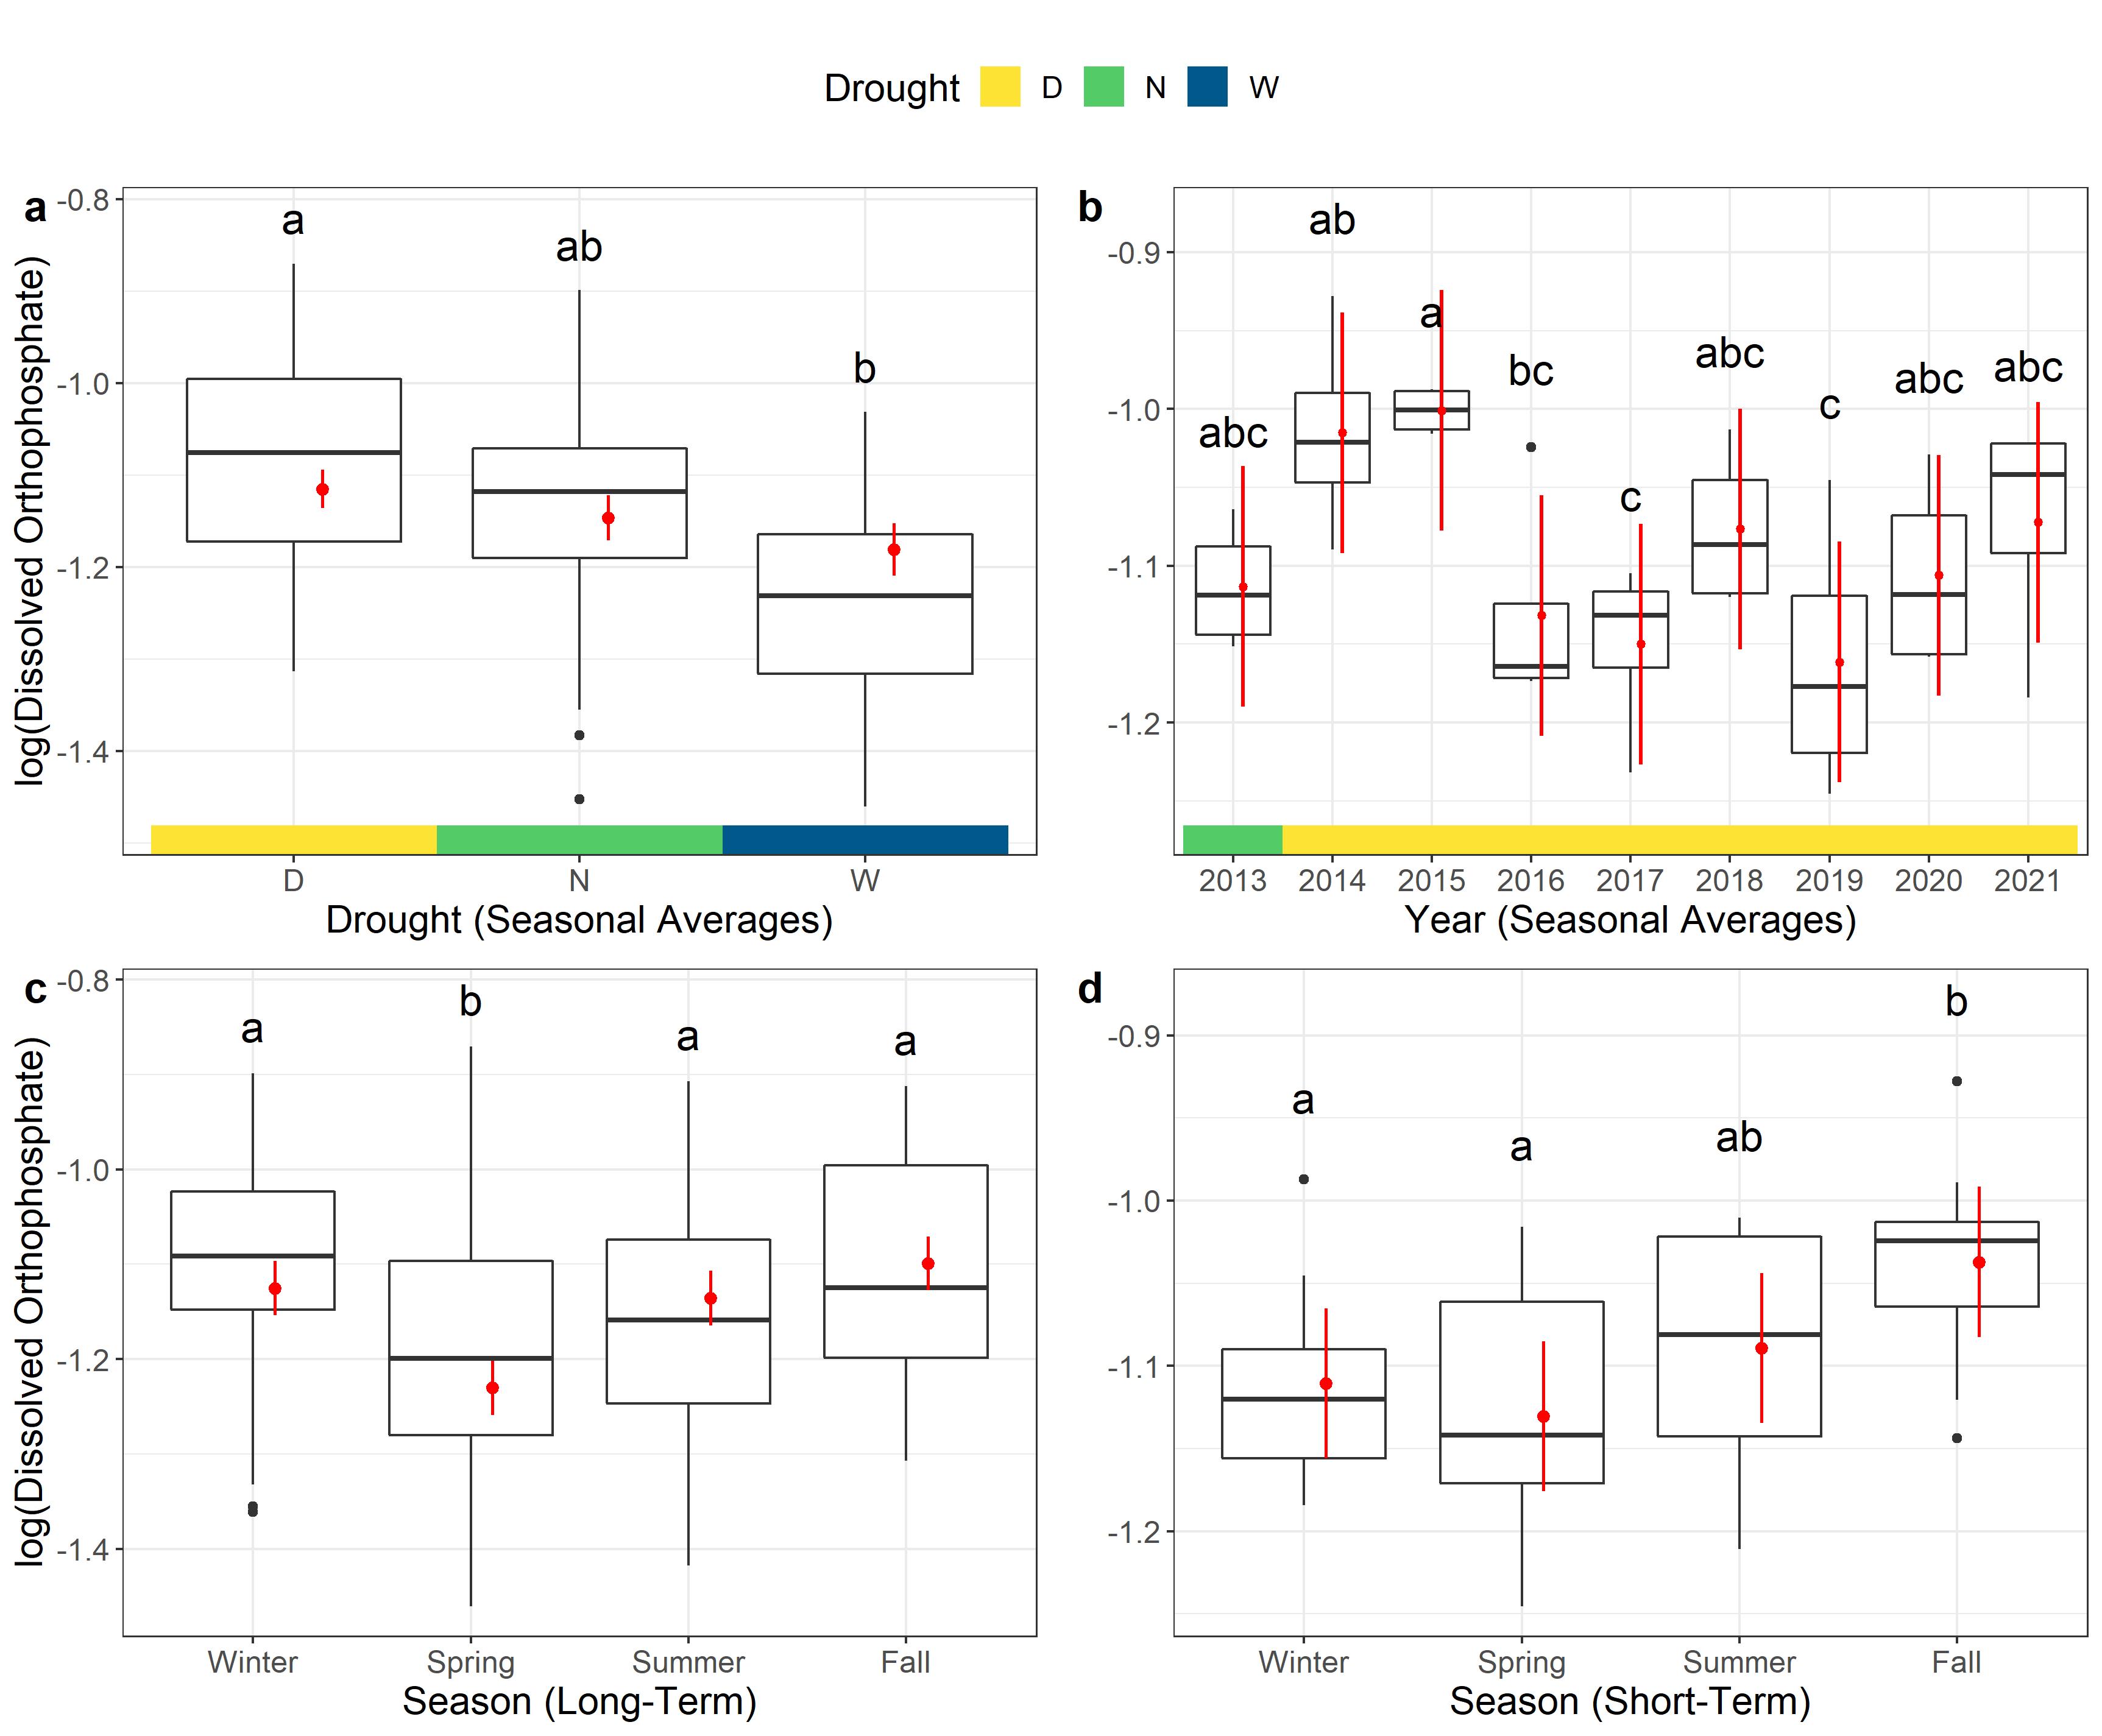 Drought D N W
a
log(Dissolved Orthophosphate)
-0.8
-1.0
-1.2
-1.4
a ab b
D N W
Drought (Seasonal Averages)
b
-0.9
-1.0
-1.1
-1.2
abc ab a bc c abc c abc abc
2013 2014 2015 2016 2017 2018 2019 2020 2021
Year (Seasonal Averages)
c
log(Dissolved Orthophosphate)
-0.8
-1.0
-1.2
-1.4
a b a a
Winter Spring Summer Fall
Season (Long-Term)
d
-0.9
-1.0
-1.1
-1.2
a a ab b
Winter Spring Summer Fall
Season (Short-Term)